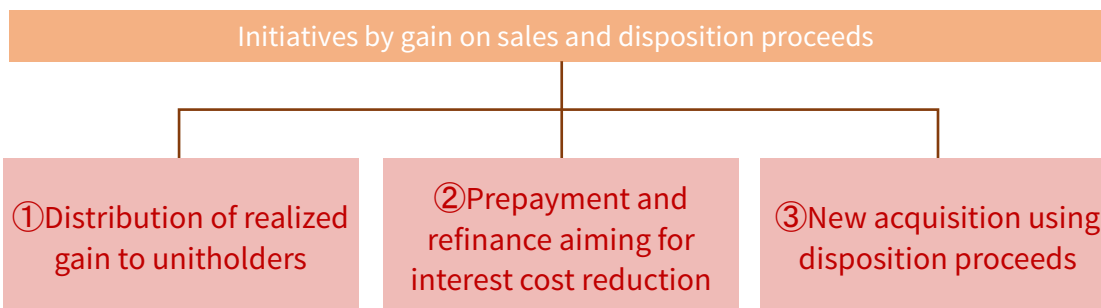 Initiatives by gain on sales and disposition proceeds
①Distribution of realized
gain to unitholders
②Prepayment and
refinance aiming for
interest cost reduction
③New acquisition using
disposition proceeds